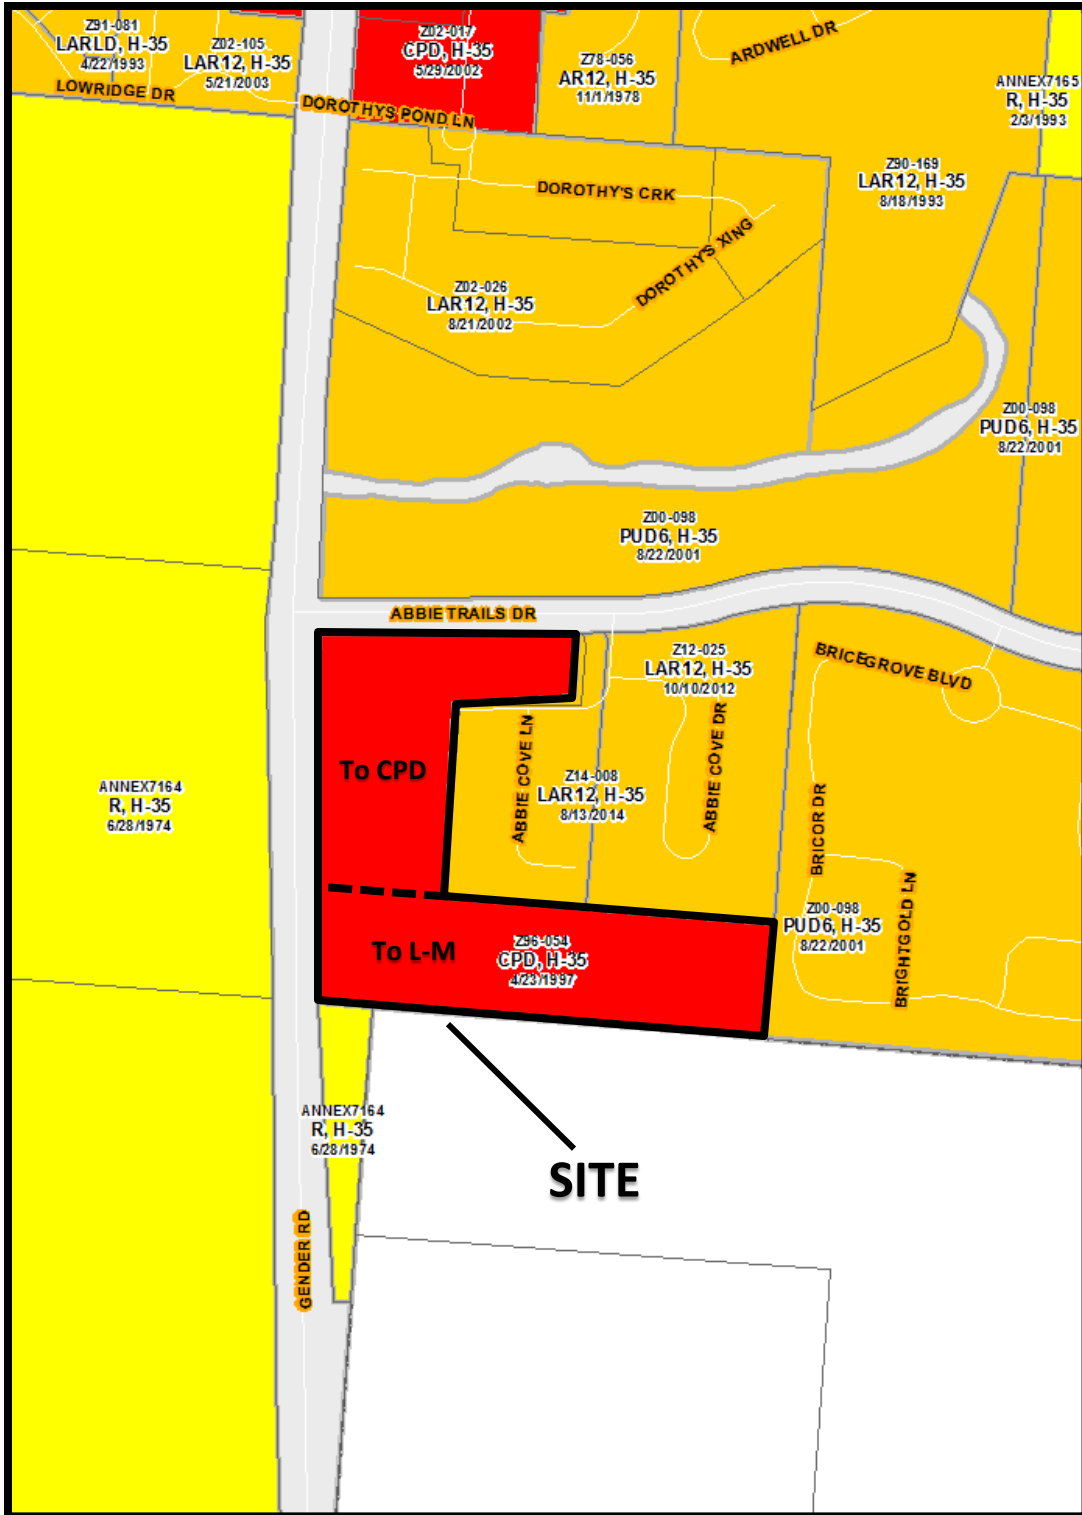 Z91-081
LARLD, H-35
4/22/1993
Z02-105
LAR12, H-35
5/21/2003
Z02-017
CPD, H-35
5/29/2002
Z78-056
AR12, H-35
11/1/1978
ARDWELL DR
ANNEX7165
R, H-35
2/3/1993
LOWRIDGE DR
DOROTHYS POND LN
Z90-169
LAR12, H-35
8/18/1993
DOROTHY'S CRK
DOROTHY'S XING
Z02-026
LAR12, H-35
8/21/2002
Z00-098
PUD6, H-35
8/22/2001
Z00-098
PUD6, H-35
8/22/2001
ABBIE TRAILS DR
Z12-025
LAR12, H-35
10/10/2012
BRICEGROVE BLVD
To CPD
ABBIE COVE LN
ABBIE COVE DR
Z14-008
LAR12, H-35
8/13/2014
BRICOR DR
ANNEX7164
R, H-35
6/28/1974
BRIGHTGOLD LN
Z00-098
PUD6, H-35
8/22/2001
To L-M
Z96-054
CPD, H-35
4/23/1997
ANNEX7164
R, H-35
6/28/1974
SITE
GENDER RD